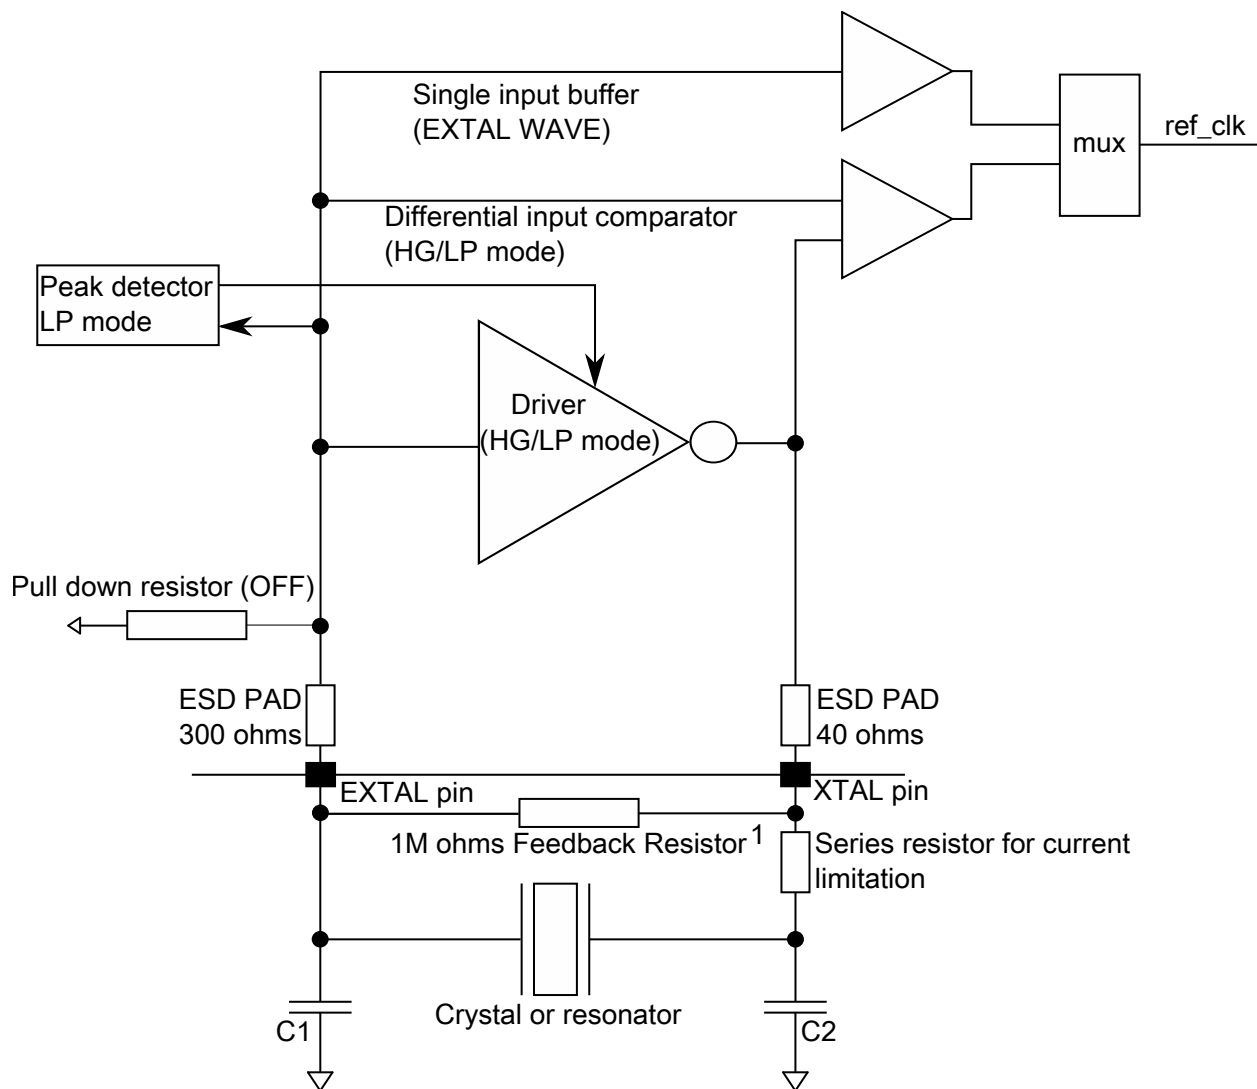 Single input buffer
(EXTAL WAVE)
ref_clk
mux
Differential input comparator
(HG/LP mode)
Peak detector
LP mode
Driver
(HG/LP mode)
Pull down resistor (OFF)
ESD PAD
300 ohms
ESD PAD
40 ohms
EXTAL pin
XTAL pin
1M ohms Feedback Resistor 1
Series resistor for current
limitation
Crystal or resonator
C1
C2